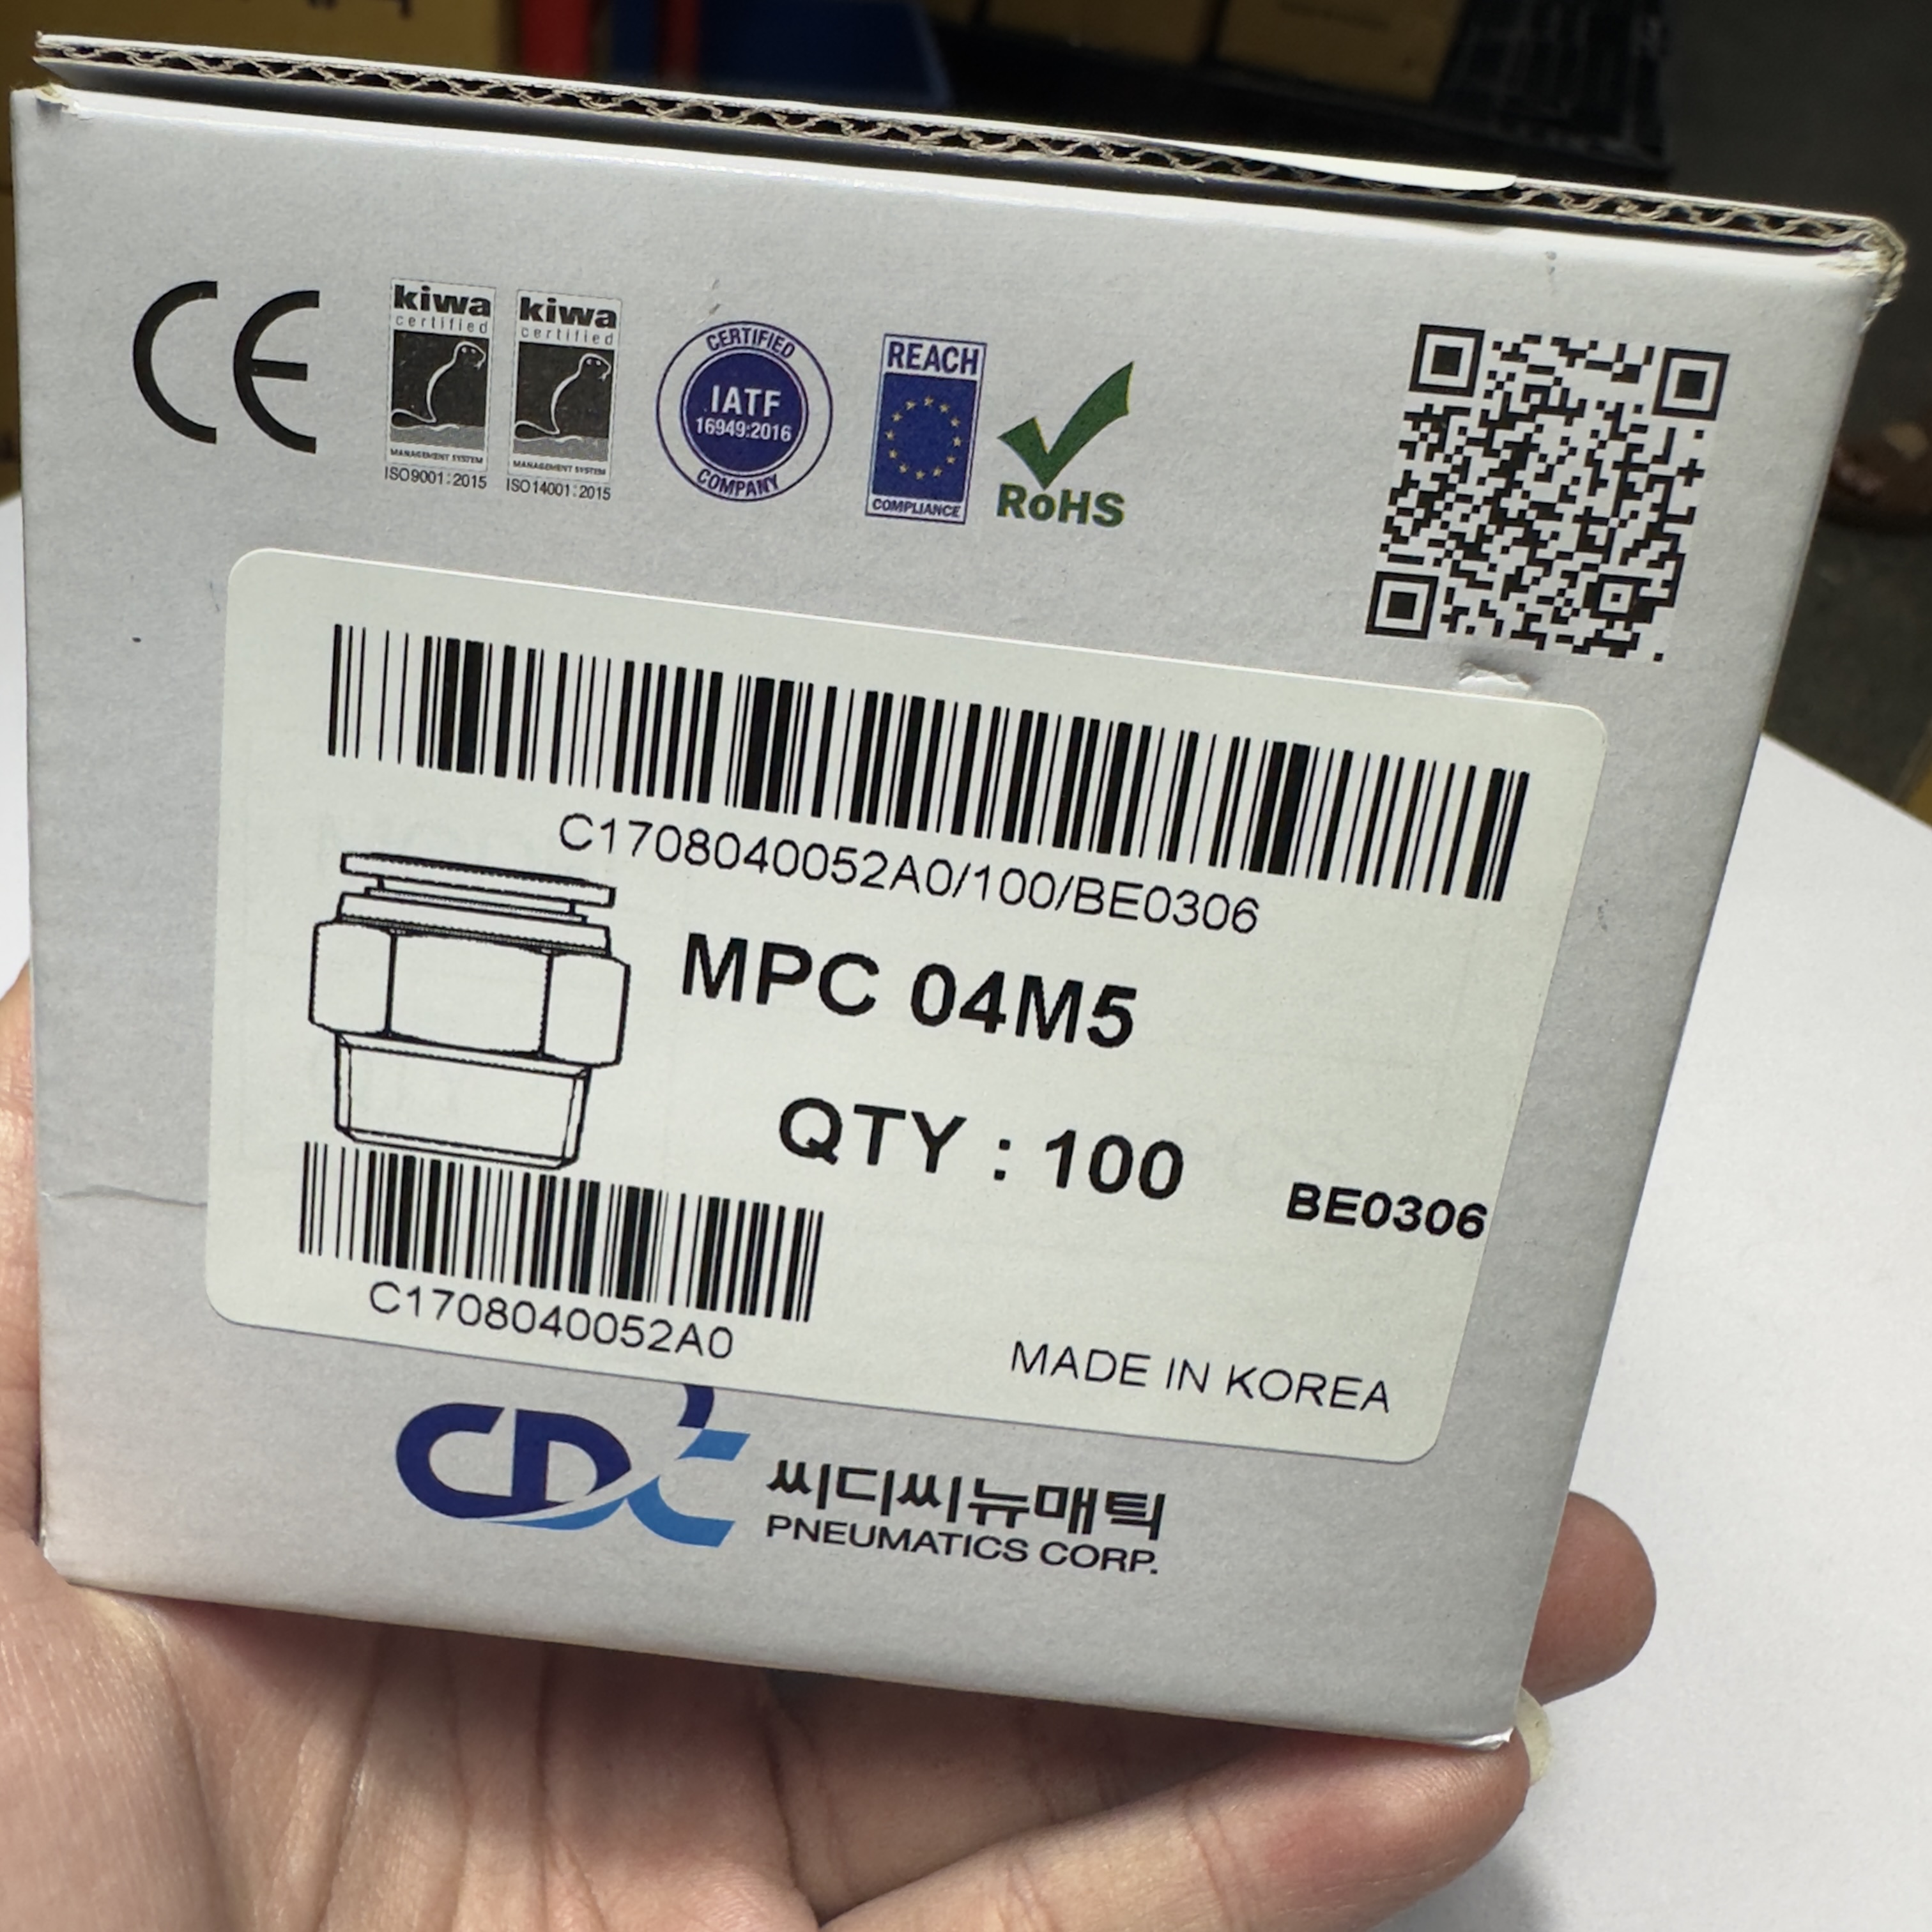 CE
kiwa
certified
MANAGEMENT SYSTEM
ISO9001:2015
kiwa
certified
MANAGEMENT SYSTEM
ISO14001:2015
CERTIFIED
IATF
16949:2016
COMPANY
REACH
COMPLIANCE
RoHS
C1708040052A0/100/BE0306
MPC 04M5
QTY : 100
BE0306
C1708040052A0
MADE IN KOREA
CDC
씨디씨뉴매틱
PNEUMATICS CORP.